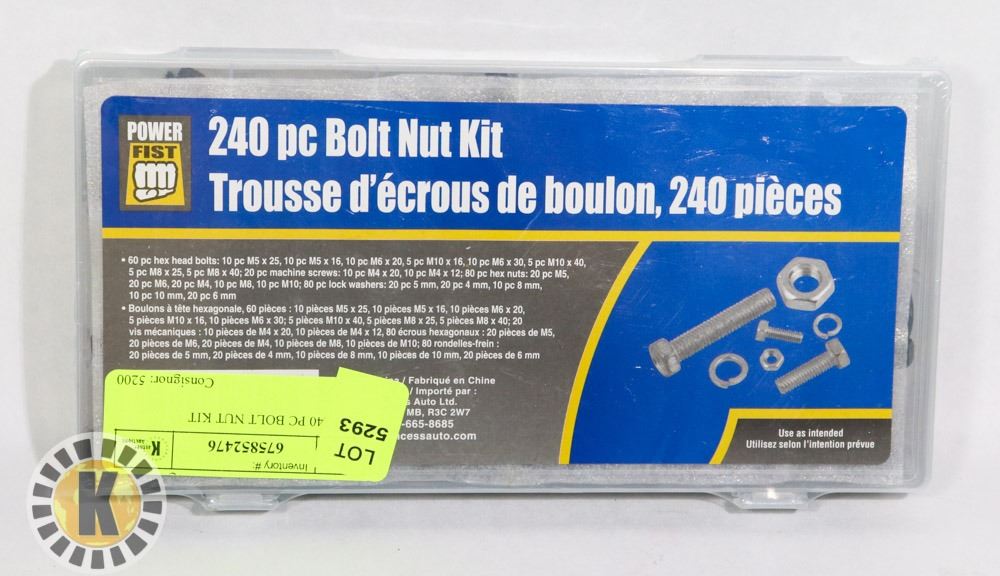 POWER
FIST
240 pc Bolt Nut Kit
Trousse d'écrous de boulon, 240 pièces
• 60 pc hex head bolts: 10 pc M5 x 25, 10 pc M5 x 16, 10 pc M6 x 20, 5 pc M10 x 16, 10 pc M6 x 30, 5 pc M10 x 40,
5 pc M8 x 25, 5 pc M8 x 40; 20 pc machine screws: 10 pc M4 x 20, 10 pc M4 x 12; 80 pc hex nuts: 20 pc M5,
20 pc M6, 20 pc M4, 10 pc M8, 10 pc M10; 80 pc lock washers: 20 pc 5 mm, 20 pc 4 mm, 10 pc 8 mm,
10 pc 10 mm, 20 pc 6 mm
• Boulons à tête hexagonale, 60 pièces : 10 pièces M5 x 25, 10 pièces M5 x 16, 10 pièces M6 x 20,
5 pièces M10 x 16, 10 pièces M6 x 30; 5 pièces M10 x 40, 5 pièces M8 x 25, 5 pièces M8 x 40; 20
vis mécaniques : 10 pièces de M4 x 20, 10 pièces de M4 x 12, 80 écrous hexagonaux : 20 pièces de M5,
20 pièces de M6, 20 pièces de M4, 10 pièces de M8, 10 pièces de M10; 80 rondelles-frein :
20 pièces de 5 mm, 20 pièces de 4 mm, 10 pièces de 8 mm, 10 pièces de 10 mm, 20 pièces de 6 mm
/ Fabriqué en Chine
/ Importé par :
Auto Ltd.
MB, R3C 2W7
-665-8685
ncessauto.com
Use as intended
Utilisez selon l'intention prévue
LOT
5293
Inventory #:
675852476
40 PC BOLT NUT KIT
Consignor: 5200
K